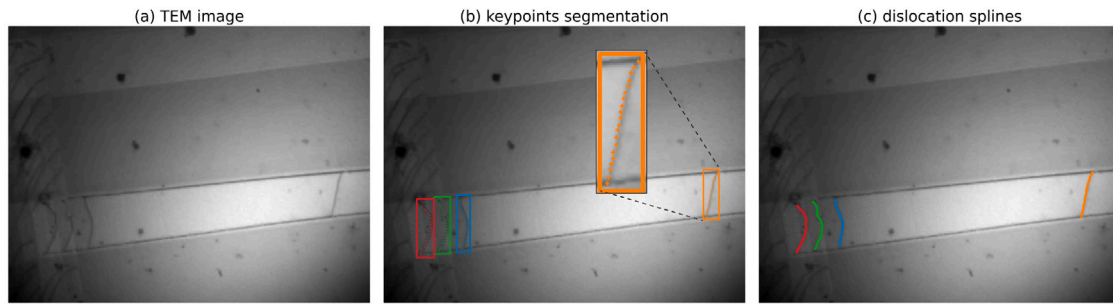 (a) TEM image
(b) keypoints segmentation
(c) dislocation splines